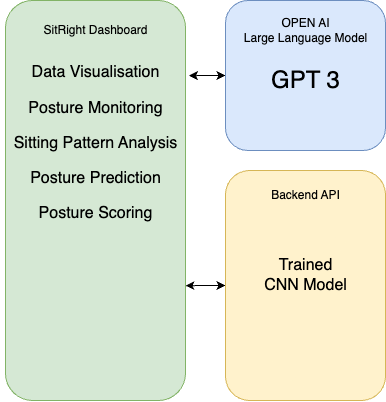 SitRight Dashboard
Data Visualisation
Posture Monitoring
Sitting Pattern Analysis
Posture Prediction
Posture Scoring
OPEN AI
Large Language Model
GPT 3
Backend API
Trained
CNN Model